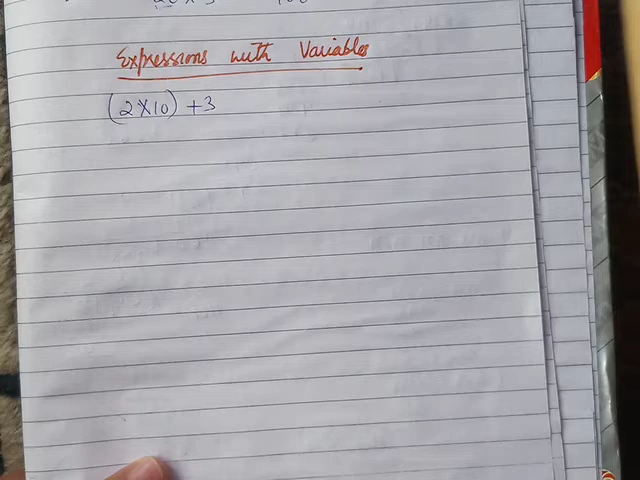 Expressions with Variables
(2×10) +3